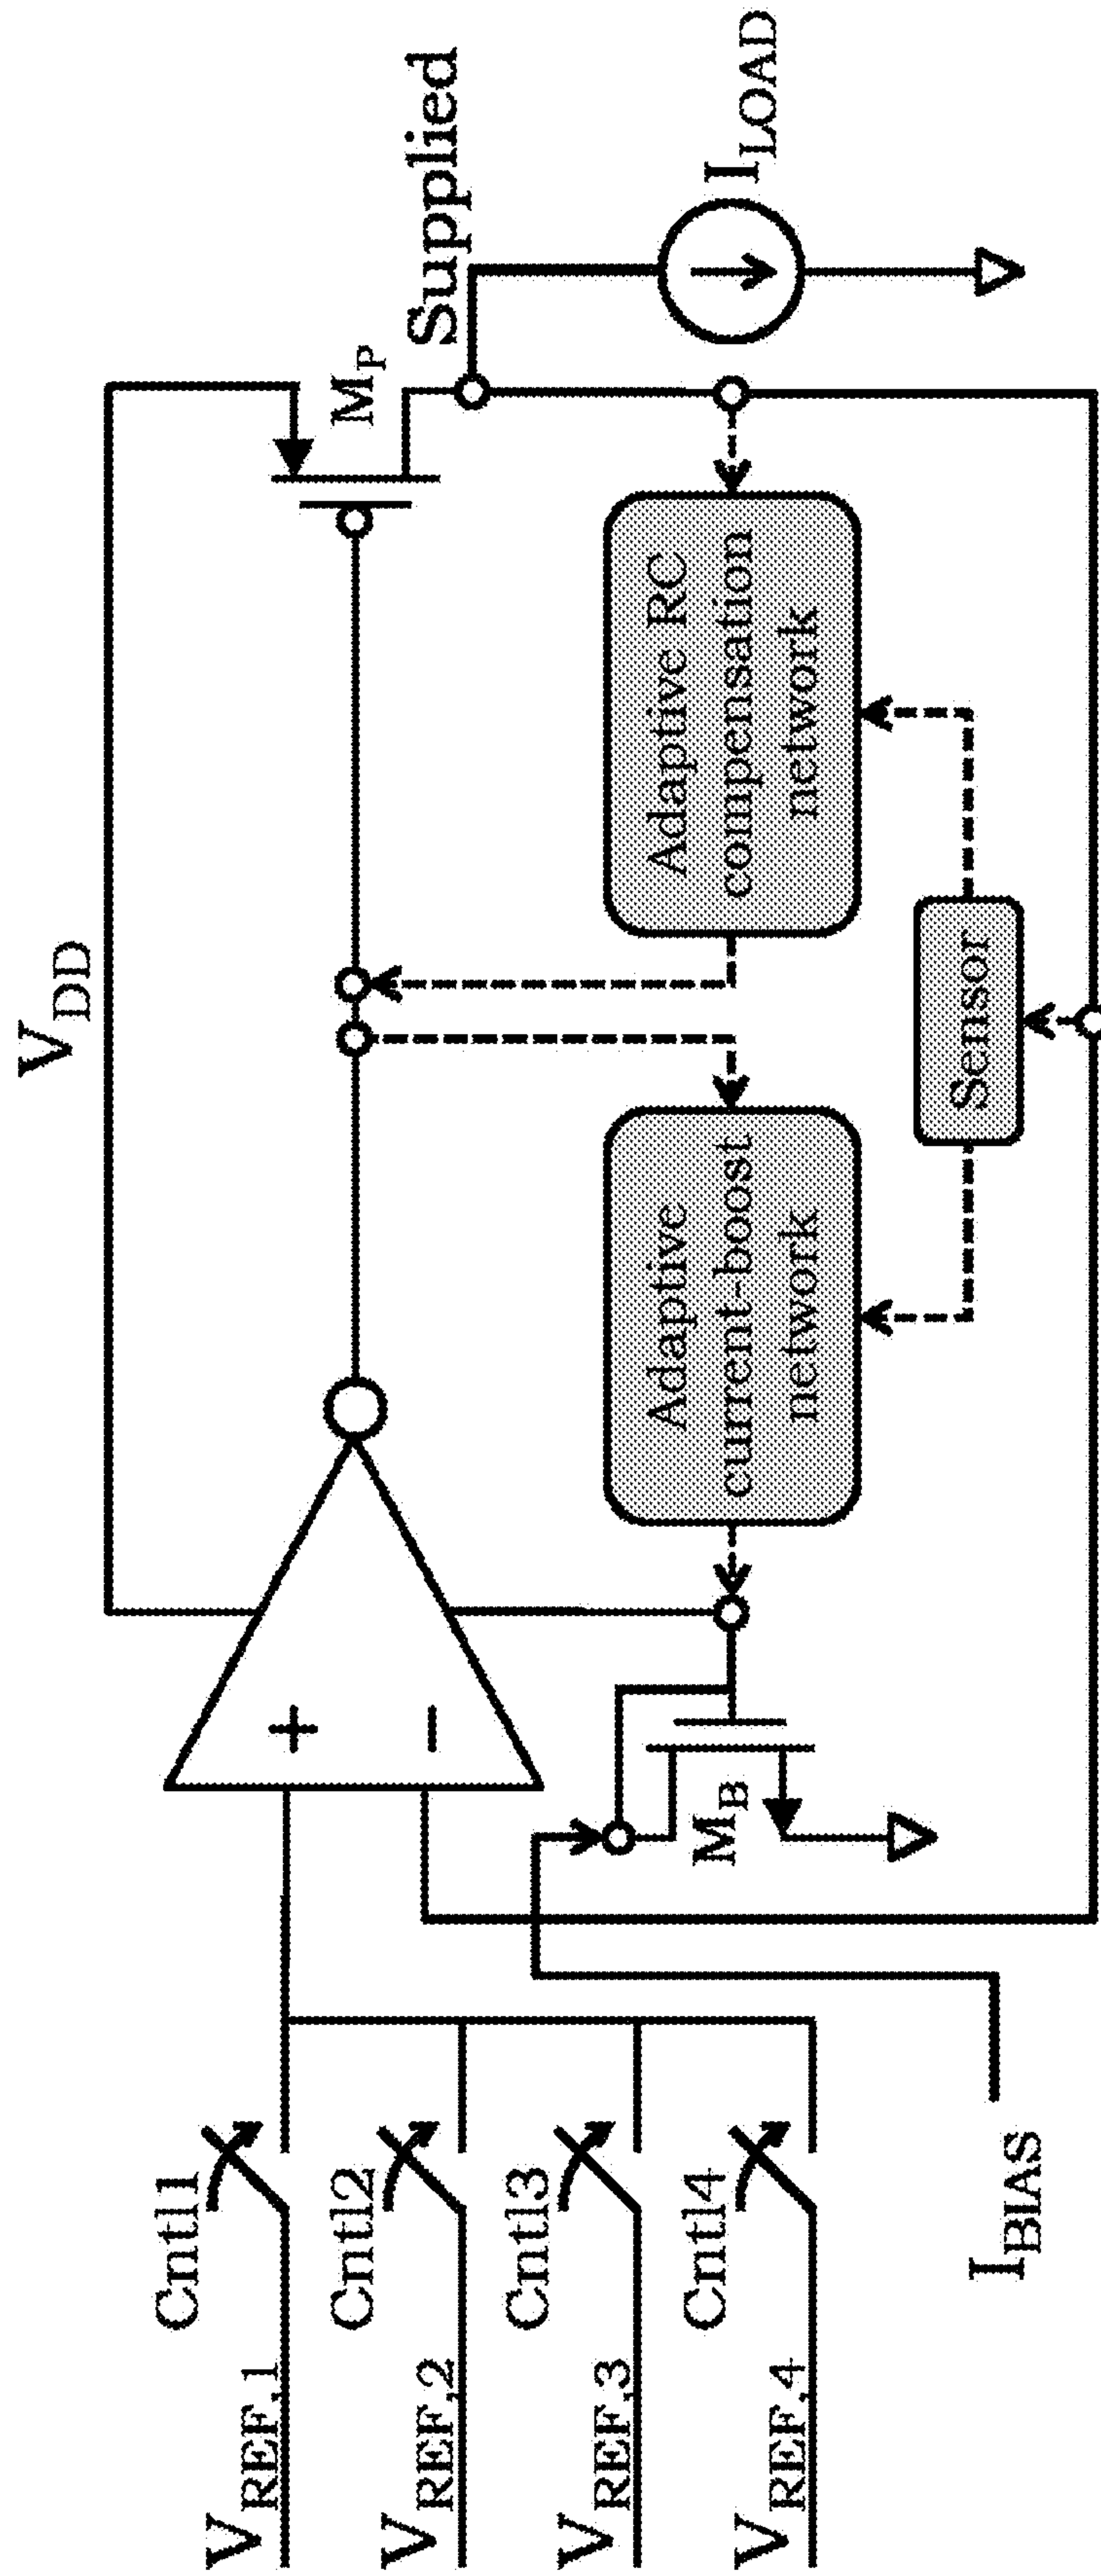 V_DD
Cntl1
V_REF,1
Cntl2
V_REF,2
Cntl3
V_REF,3
Cntl4
V_REF,4
I_BIAS
+
−
M_B
M_P
Supplied
I_LOAD
Adaptive
current-boost
network
Adaptive RC
compensation
network
Sensor